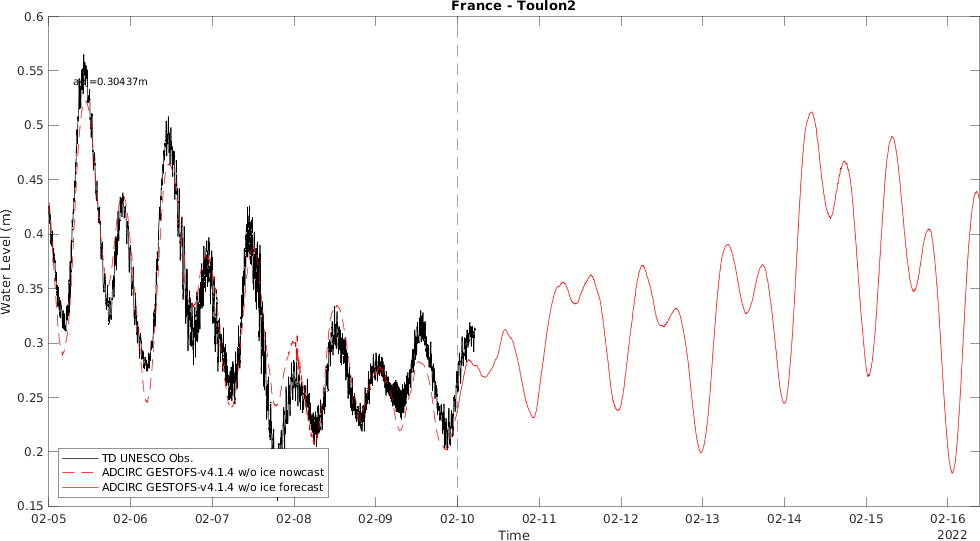 France - Toulon2
0.6
0.55
0.5
0.45
0.4
0.35
0.3
0.25
0.2
0.15
Water Level (m)
=0.30437m
TD UNESCO Obs.
ADCIRC GESTOFS-v4.1.4 w/o ice nowcast
ADCIRC GESTOFS-v4.1.4 w/o ice forecast
02-05 02-06 02-07 02-08 02-09 02-10 02-11 02-12 02-13 02-14 02-15 02-16
Time
2022